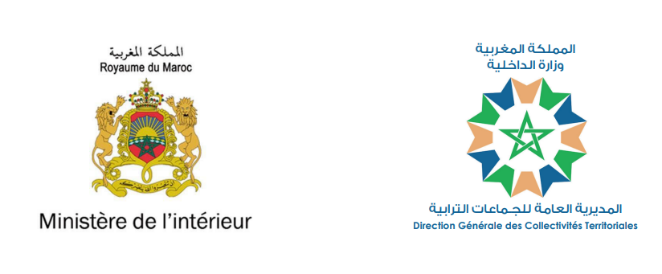 المملكة المغربية
Royaume du Maroc
Ministère de l'intérieur
المملكة المغربية
وزارة الداخلية
المديرية العامة للجماعات الترابية
Direction Générale des Collectivités Territoriales